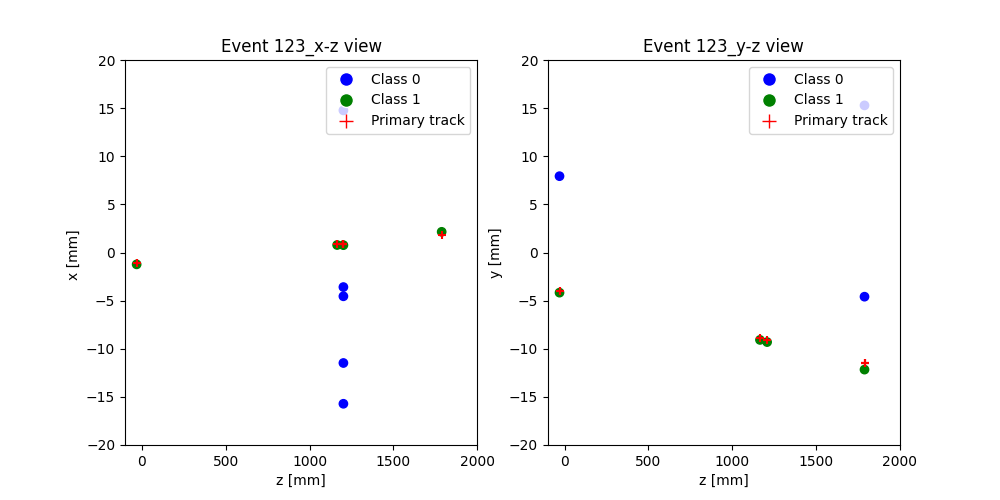 Event 123_x-z view
Class 0
Class 1
Primary track
20
15
10
5
0
−5
−10
−15
−20
x [mm]
0 500 1000 1500 2000
z [mm]
Event 123_y-z view
Class 0
Class 1
Primary track
20
15
10
5
0
−5
−10
−15
−20
y [mm]
0 500 1000 1500 2000
z [mm]